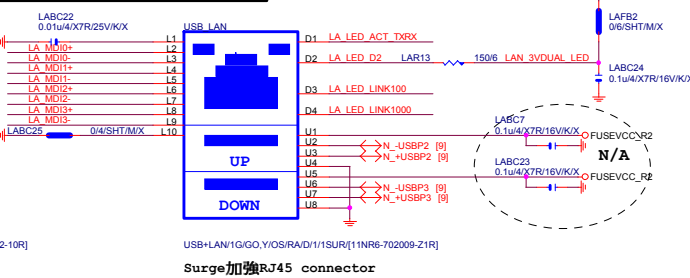 LABC22
0.01u/4/X7R/25V/K/X
USB_LAN
LAFB2
0/6/SHT/M/X
L1
LA_MDI0+ L2
LA_MDI0- L3
LA_MDI1+ L4
LA_MDI1- L5
LA_MDI2+ L6
LA_MDI2- L7
LA_MDI3+ L8
LA_MDI3- L9
LABC25 0/4/SHT/M/X L10
D1 LA_LED_ACT_TXRX
D2 LA_LED_D2 LAR13 150/6 LAN_3VDUAL_LED
D3 LA_LED_LINK100
D4 LA_LED_LINK1000
LABC24
0.1u/4/X7R/16V/K/X
UP
DOWN
U1
U2 N_-USBP2 [9]
U3 N_+USBP2 [9]
U4
U5
U6 N_-USBP3 [9]
U7 N_+USBP3 [9]
U8
LABC7
0.1u/4/X7R/16V/K/X
FUSEVCC_R2
N/A
LABC23
0.1u/4/X7R/16V/K/X
FUSEVCC_R2
2-10R]
USB+LAN/1G/GO,Y/OS/RA/D/1/1SUR/[11NR6-702009-Z1R]
Surge加強RJ45 connector